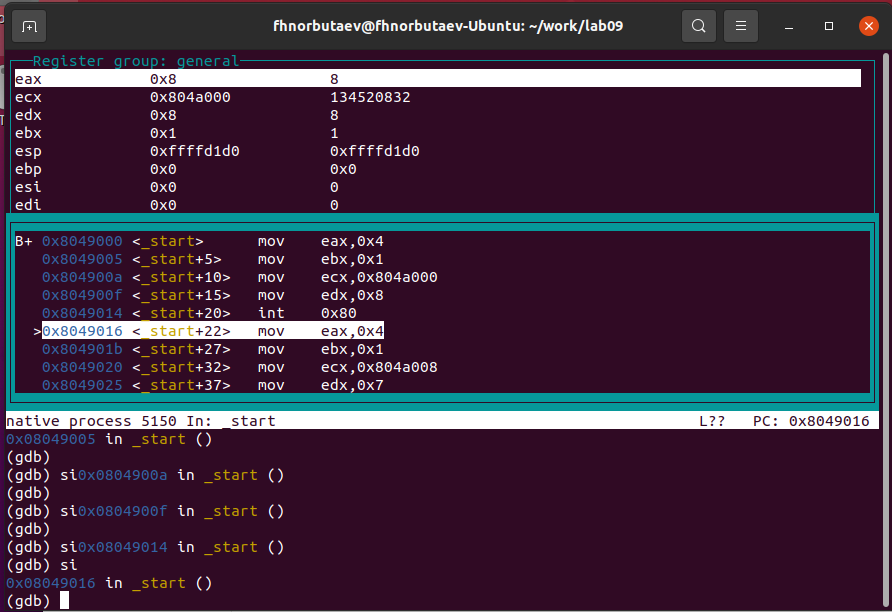 fhnorbutaev@fhnorbutaev-Ubuntu: ~/work/lab09
Register group: general
eax 0x8 8
ecx 0x804a000 134520832
edx 0x8 8
ebx 0x1 1
esp 0xffffd1d0 0xffffd1d0
ebp 0x0 0x0
esi 0x0 0
edi 0x0 0
B+ 0x8049000 <_start> mov eax,0x4
0x8049005 <_start+5> mov ebx,0x1
0x804900a <_start+10> mov ecx,0x804a000
0x804900f <_start+15> mov edx,0x8
0x8049014 <_start+20> int 0x80
>0x8049016 <_start+22> mov eax,0x4
0x804901b <_start+27> mov ebx,0x1
0x8049020 <_start+32> mov ecx,0x804a008
0x8049025 <_start+37> mov edx,0x7
native process 5150 In: _start L?? PC: 0x8049016
0x08049005 in _start ()
(gdb)
(gdb) si0x0804900a in _start ()
(gdb)
(gdb) si0x0804900f in _start ()
(gdb)
(gdb) si0x08049014 in _start ()
(gdb) si
0x08049016 in _start ()
(gdb)